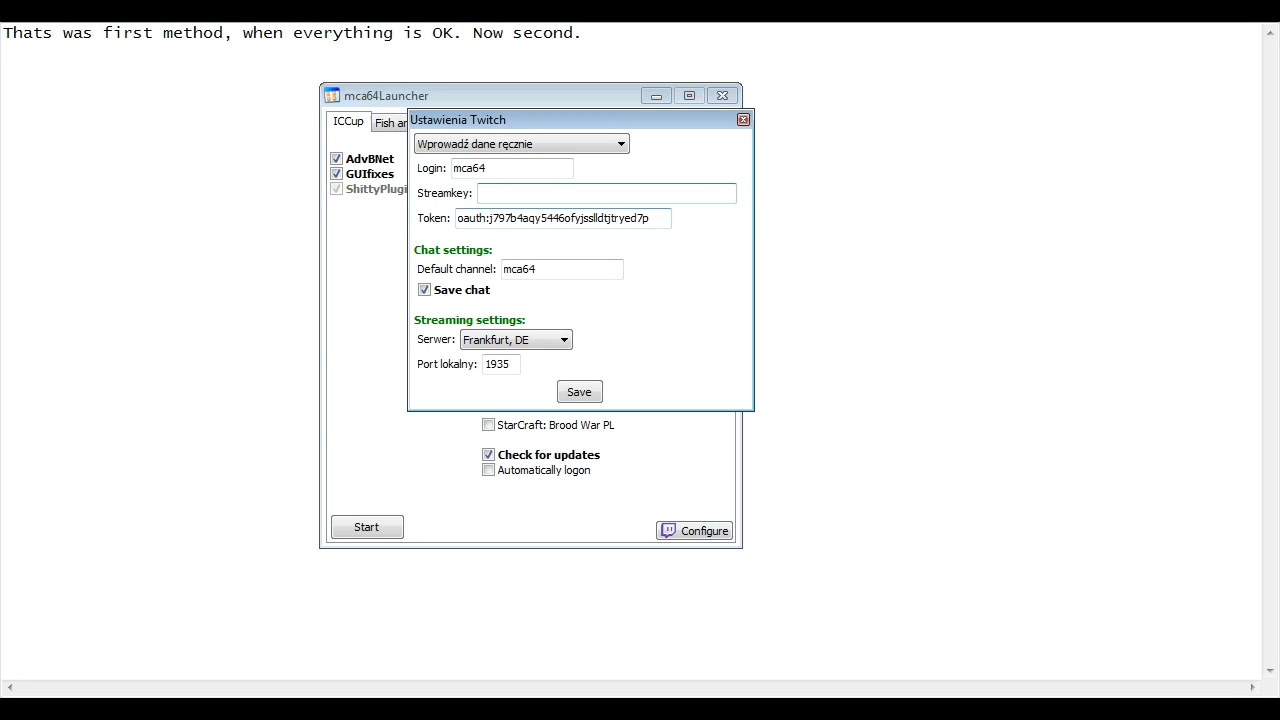 Thats was first method, when everything is OK. Now second.
mca64Launcher
ICCup
Fish ar
Ustawienia Twitch
Wprowadź dane ręcznie
AdvBNet
GUIfixes
ShittyPlugi
Login: mca64
Streamkey:
Token: oauth:j797b4aqy5446ofyjsslldtjtryed7p
Chat settings:
Default channel: mca64
Save chat
Streaming settings:
Serwer: Frankfurt, DE
Port lokalny: 1935
Save
StarCraft: Brood War PL
Check for updates
Automatically logon
Start
Configure